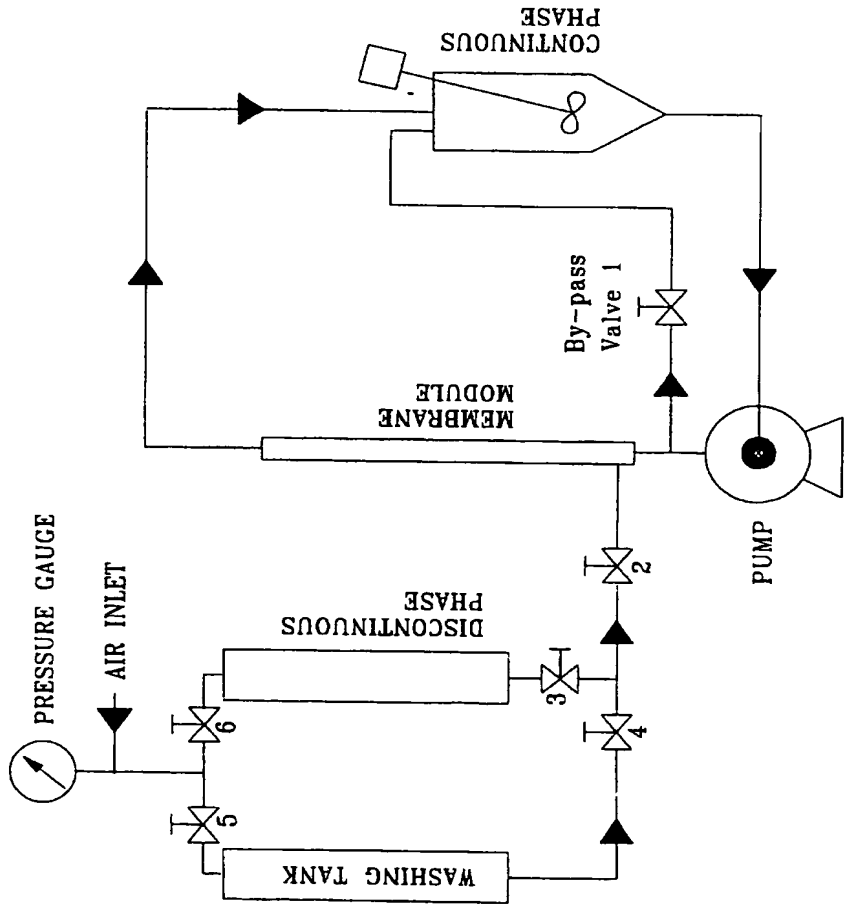 PRESSURE GAUGE
AIR INLET
5
6
WASHING TANK
DISCONTINUOUS
PHASE
3
4
2
MEMBRANE
MODULE
By-pass
Valve 1
CONTINUOUS
PHASE
PUMP